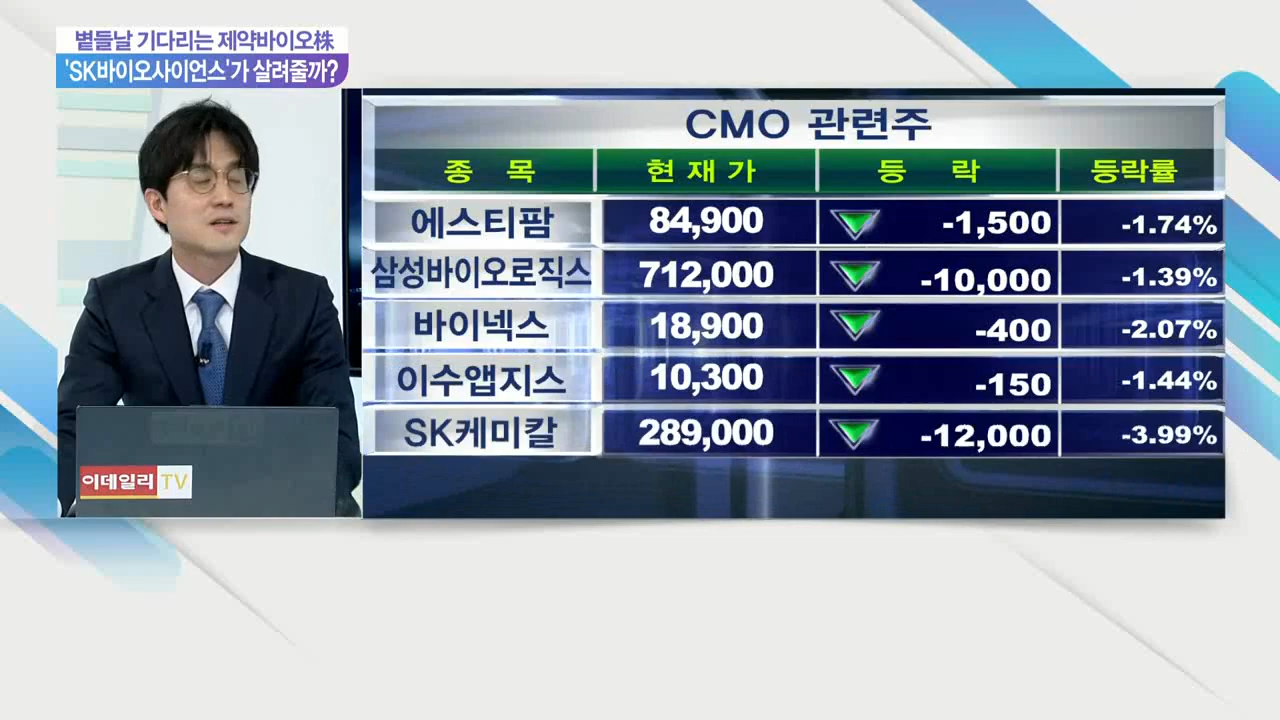 볕들날 기다리는 제약바이오株
'SK바이오사이언스'가 살려줄까?
CMO 관련주
종 목 현 재 가 등 락 등락률
에스티팜 84,900 -1,500 -1.74%
삼성바이오로직스 712,000 -10,000 -1.39%
바이넥스 18,900 -400 -2.07%
이수앱지스 10,300 -150 -1.44%
SK케미칼 289,000 -12,000 -3.99%
이데일리 TV